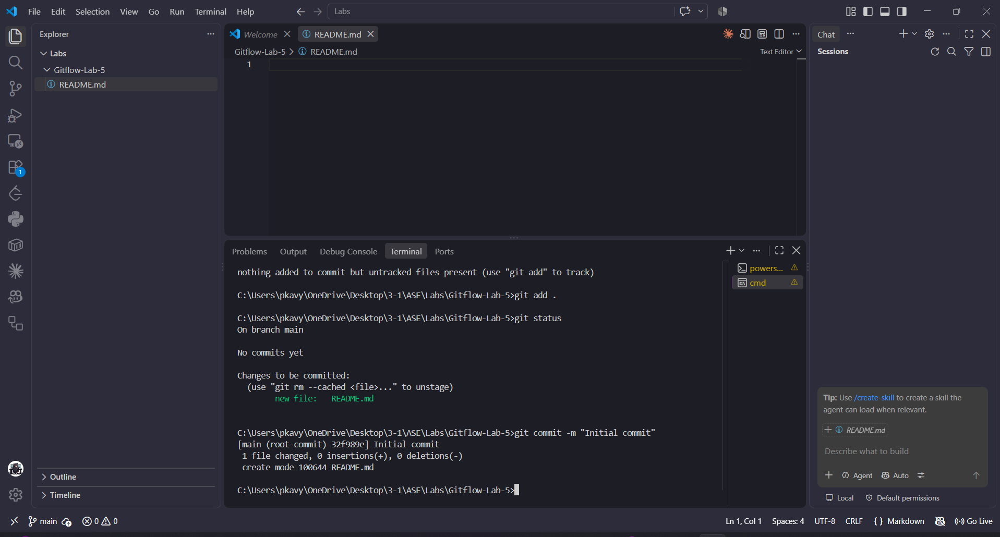 File Edit Selection View Go Run Terminal Help
Labs
Explorer
Labs
Gitflow-Lab-5
README.md
Outline
Timeline
Welcome
README.md
Gitflow-Lab-5 > README.md
Text Editor
1
Problems Output Debug Console Terminal Ports
nothing added to commit but untracked files present (use "git add" to track)
C:\Users\pkavy\OneDrive\Desktop\3-1\ASE\Labs\Gitflow-Lab-5>git add .
C:\Users\pkavy\OneDrive\Desktop\3-1\ASE\Labs\Gitflow-Lab-5>git status
On branch main
No commits yet
Changes to be committed:
(use "git rm --cached <file>..." to unstage)
new file:   README.md
C:\Users\pkavy\OneDrive\Desktop\3-1\ASE\Labs\Gitflow-Lab-5>git commit -m "Initial commit"
[main (root-commit) 32f989e] Initial commit
1 file changed, 0 insertions(+), 0 deletions(-)
create mode 100644 README.md
C:\Users\pkavy\OneDrive\Desktop\3-1\ASE\Labs\Gitflow-Lab-5>
powers...
cmd
Chat
Sessions
Tip: Use /create-skill to create a skill the
agent can load when relevant.
README.md
Describe what to build
Agent Auto
Local Default permissions
1
main 0 0
Ln 1, Col 1 Spaces: 4 UTF-8 CRLF { } Markdown Go Live